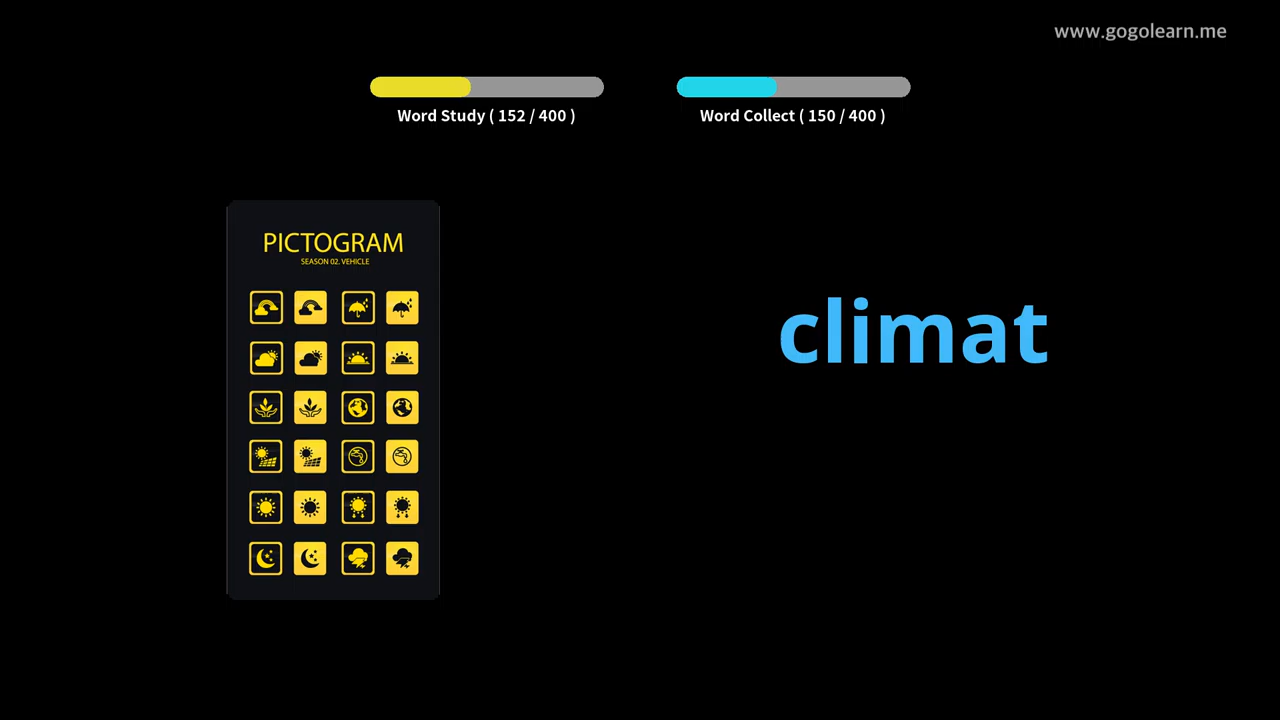 www.gogolearn.me
Word Study ( 152 / 400 )
Word Collect ( 150 / 400 )
PICTOGRAM
SEASON 02. VEHICLE
climat